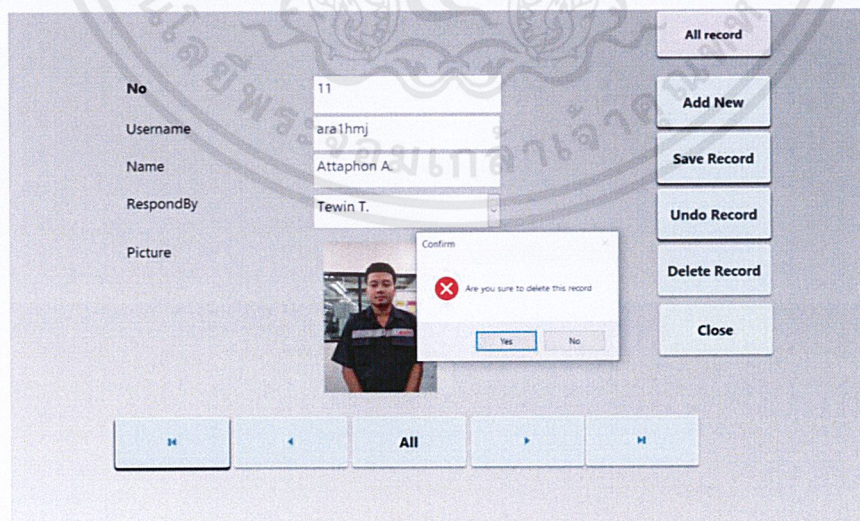 All record
No
11
Add New
Username
ara1hmj
Name
Attaphon A.
Save Record
RespondBy
Tewin T.
Undo Record
Picture
Confirm
Are you sure to delete this record
Delete Record
Yes
No
Close
All